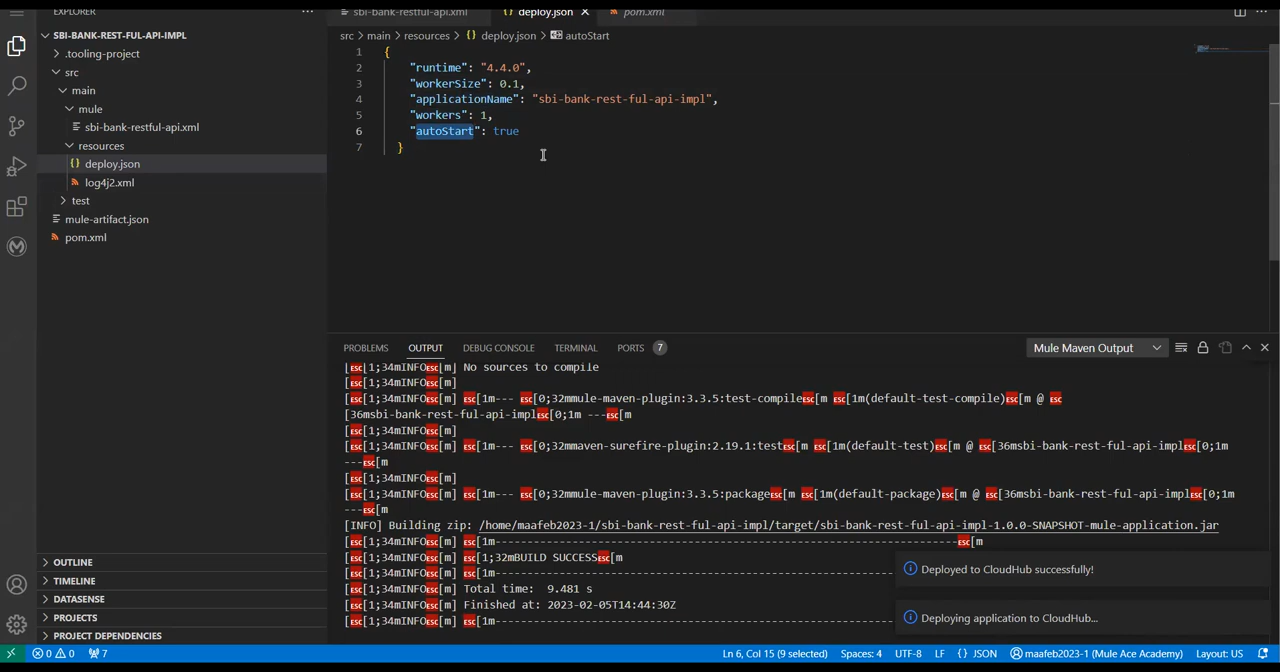 EXPLORER
···
sbi-bank-restful-api.xml
deploy.json
pom.xml
SBI-BANK-REST-FUL-API-IMPL
.tooling-project
src
main
mule
sbi-bank-restful-api.xml
resources
deploy.json
log4j2.xml
test
mule-artifact.json
pom.xml
OUTLINE
TIMELINE
DATASENSE
PROJECTS
PROJECT DEPENDENCIES
src > main > resources > {} deploy.json > autoStart
1 {
2 "runtime": "4.4.0",
3 "workerSize": 0.1,
4 "applicationName": "sbi-bank-rest-ful-api-impl",
5 "workers": 1,
6 "autoStart": true
7 }
PROBLEMS OUTPUT DEBUG CONSOLE TERMINAL PORTS 7
Mule Maven Output
[ESC[1;34mINFOESC[m] No sources to compile
[ESC[1;34mINFOESC[m]
[ESC[1;34mINFOESC[m] ESC[1m--- ESC[0;32mmule-maven-plugin:3.3.5:test-compileESC[m ESC[1m(default-test-compile)ESC[m @ ESC
[36msbi-bank-rest-ful-api-implESC[0;1m ---ESC[m
[ESC[1;34mINFOESC[m]
[ESC[1;34mINFOESC[m] ESC[1m--- ESC[0;32mmaven-surefire-plugin:2.19.1:testESC[m ESC[1m(default-test)ESC[m @ ESC[36msbi-bank-rest-ful-api-implESC[0;1m
---ESC[m
[ESC[1;34mINFOESC[m]
[ESC[1;34mINFOESC[m] ESC[1m--- ESC[0;32mmule-maven-plugin:3.3.5:packageESC[m ESC[1m(default-package)ESC[m @ ESC[36msbi-bank-rest-ful-api-implESC[0;1m
---ESC[m
[INFO] Building zip: /home/maafeb2023-1/sbi-bank-rest-ful-api-impl/target/sbi-bank-rest-ful-api-impl-1.0.0-SNAPSHOT-mule-application.jar
[ESC[1;34mINFOESC[m] ESC[1m------------------------------------------------------------------------ESC[m
[ESC[1;34mINFOESC[m] ESC[1;32mBUILD SUCCESSESC[m
[ESC[1;34mINFOESC[m] ESC[1m------------------------------------------------------------
[ESC[1;34mINFOESC[m] Total time:  9.481 s
[ESC[1;34mINFOESC[m] Finished at: 2023-02-05T14:44:30Z
[ESC[1;34mINFOESC[m] ESC[1m------------------------------------------------------------
Deployed to CloudHub successfully!
Deploying application to CloudHub...
0 0 7
Ln 6, Col 15 (9 selected) Spaces: 4 UTF-8 LF {} JSON maafeb2023-1 (Mule Ace Academy) Layout: US